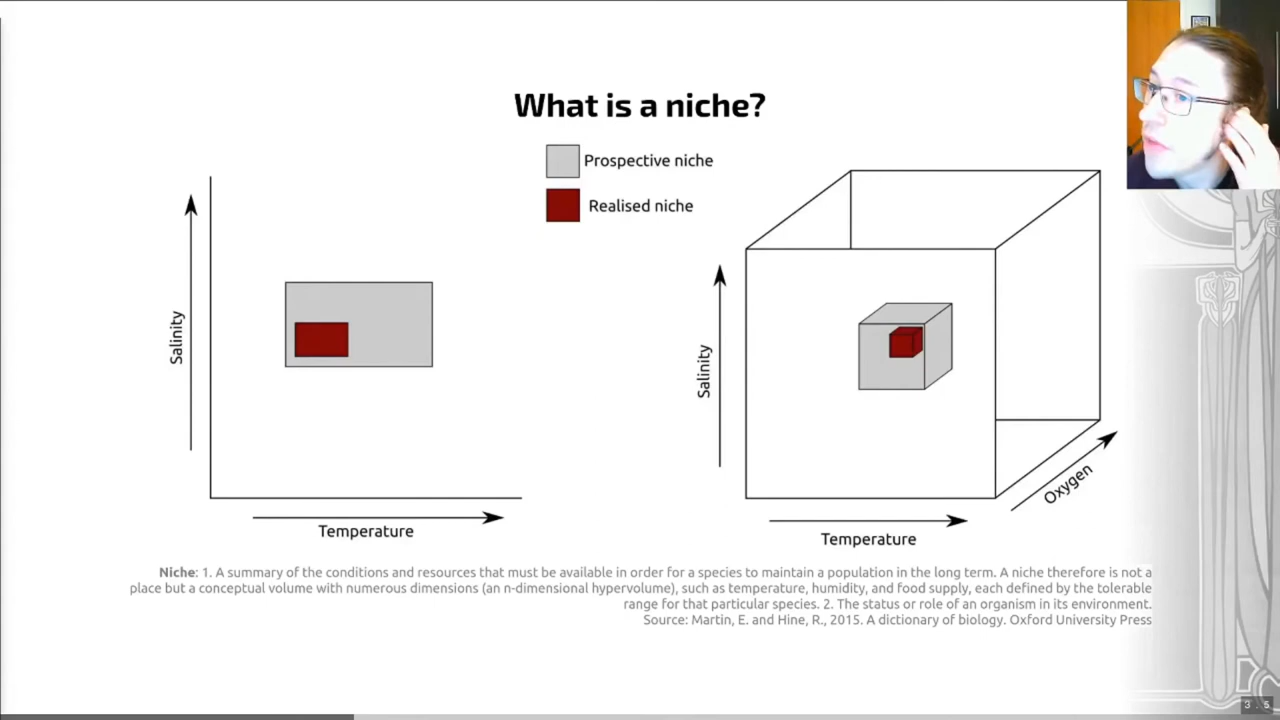 What is a niche?
Prospective niche
Realised niche
Salinity
Temperature
Salinity
Temperature
Oxygen
Niche: 1. A summary of the conditions and resources that must be available in order for a species to maintain a population in the long term. A niche therefore is not a
place but a conceptual volume with numerous dimensions (an n-dimensional hypervolume), such as temperature, humidity, and food supply, each defined by the tolerable
range for that particular species. 2. The status or role of an organism in its environment.
Source: Martin, E. and Hine, R., 2015. A dictionary of biology. Oxford University Press
3 . 5